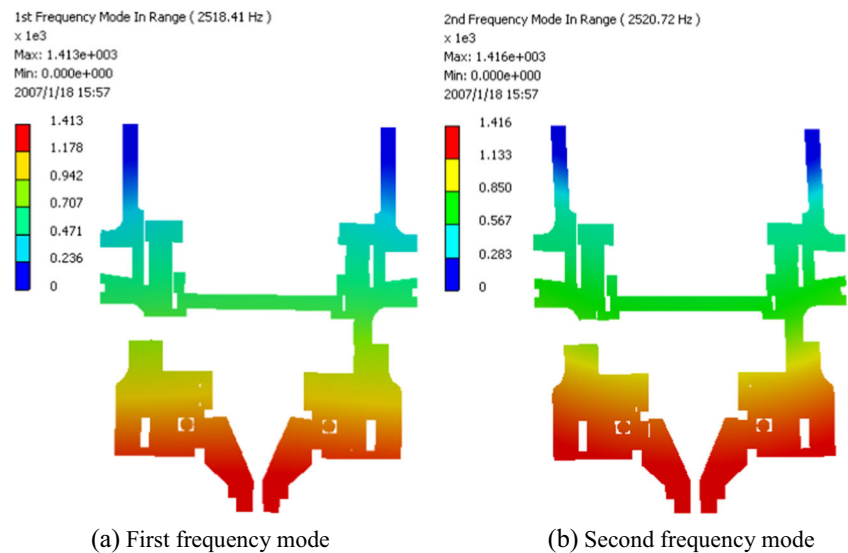 1st Frequency Mode In Range ( 2518.41 Hz )
x 1e3
Max: 1.413e+003
Min: 0.000e+000
2007/1/18 15:57
1.413
1.178
0.942
0.707
0.471
0.236
0
2nd Frequency Mode In Range ( 2520.72 Hz )
x 1e3
Max: 1.416e+003
Min: 0.000e+000
2007/1/18 15:57
1.416
1.133
0.850
0.567
0.283
0
(a) First frequency mode
(b) Second frequency mode